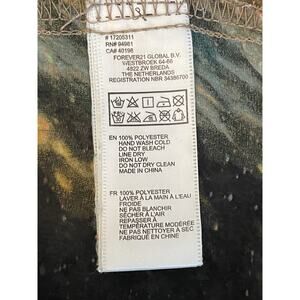 # 17205311
RN# 94981
CA# 40198
FOREVER21 GLOBAL B.V.
WESTBROEK 64-66
4822 ZW BREDA
THE NETHERLANDS
REGISTRATION NBR 34386700
EN 100% POLYESTER
HAND WASH COLD
DO NOT BLEACH
LINE DRY
IRON LOW
DO NOT DRY CLEAN
MADE IN CHINA
FR 100% POLYESTER
LAVER À LA MAIN À L'EAU
FROIDE
NE PAS BLANCHIR
SÉCHER À L'AIR
REPASSER À
TEMPÉRATURE MODÉRÉE
NE PAS NETTOYER À SEC
FABRIQUÉ EN CHINE